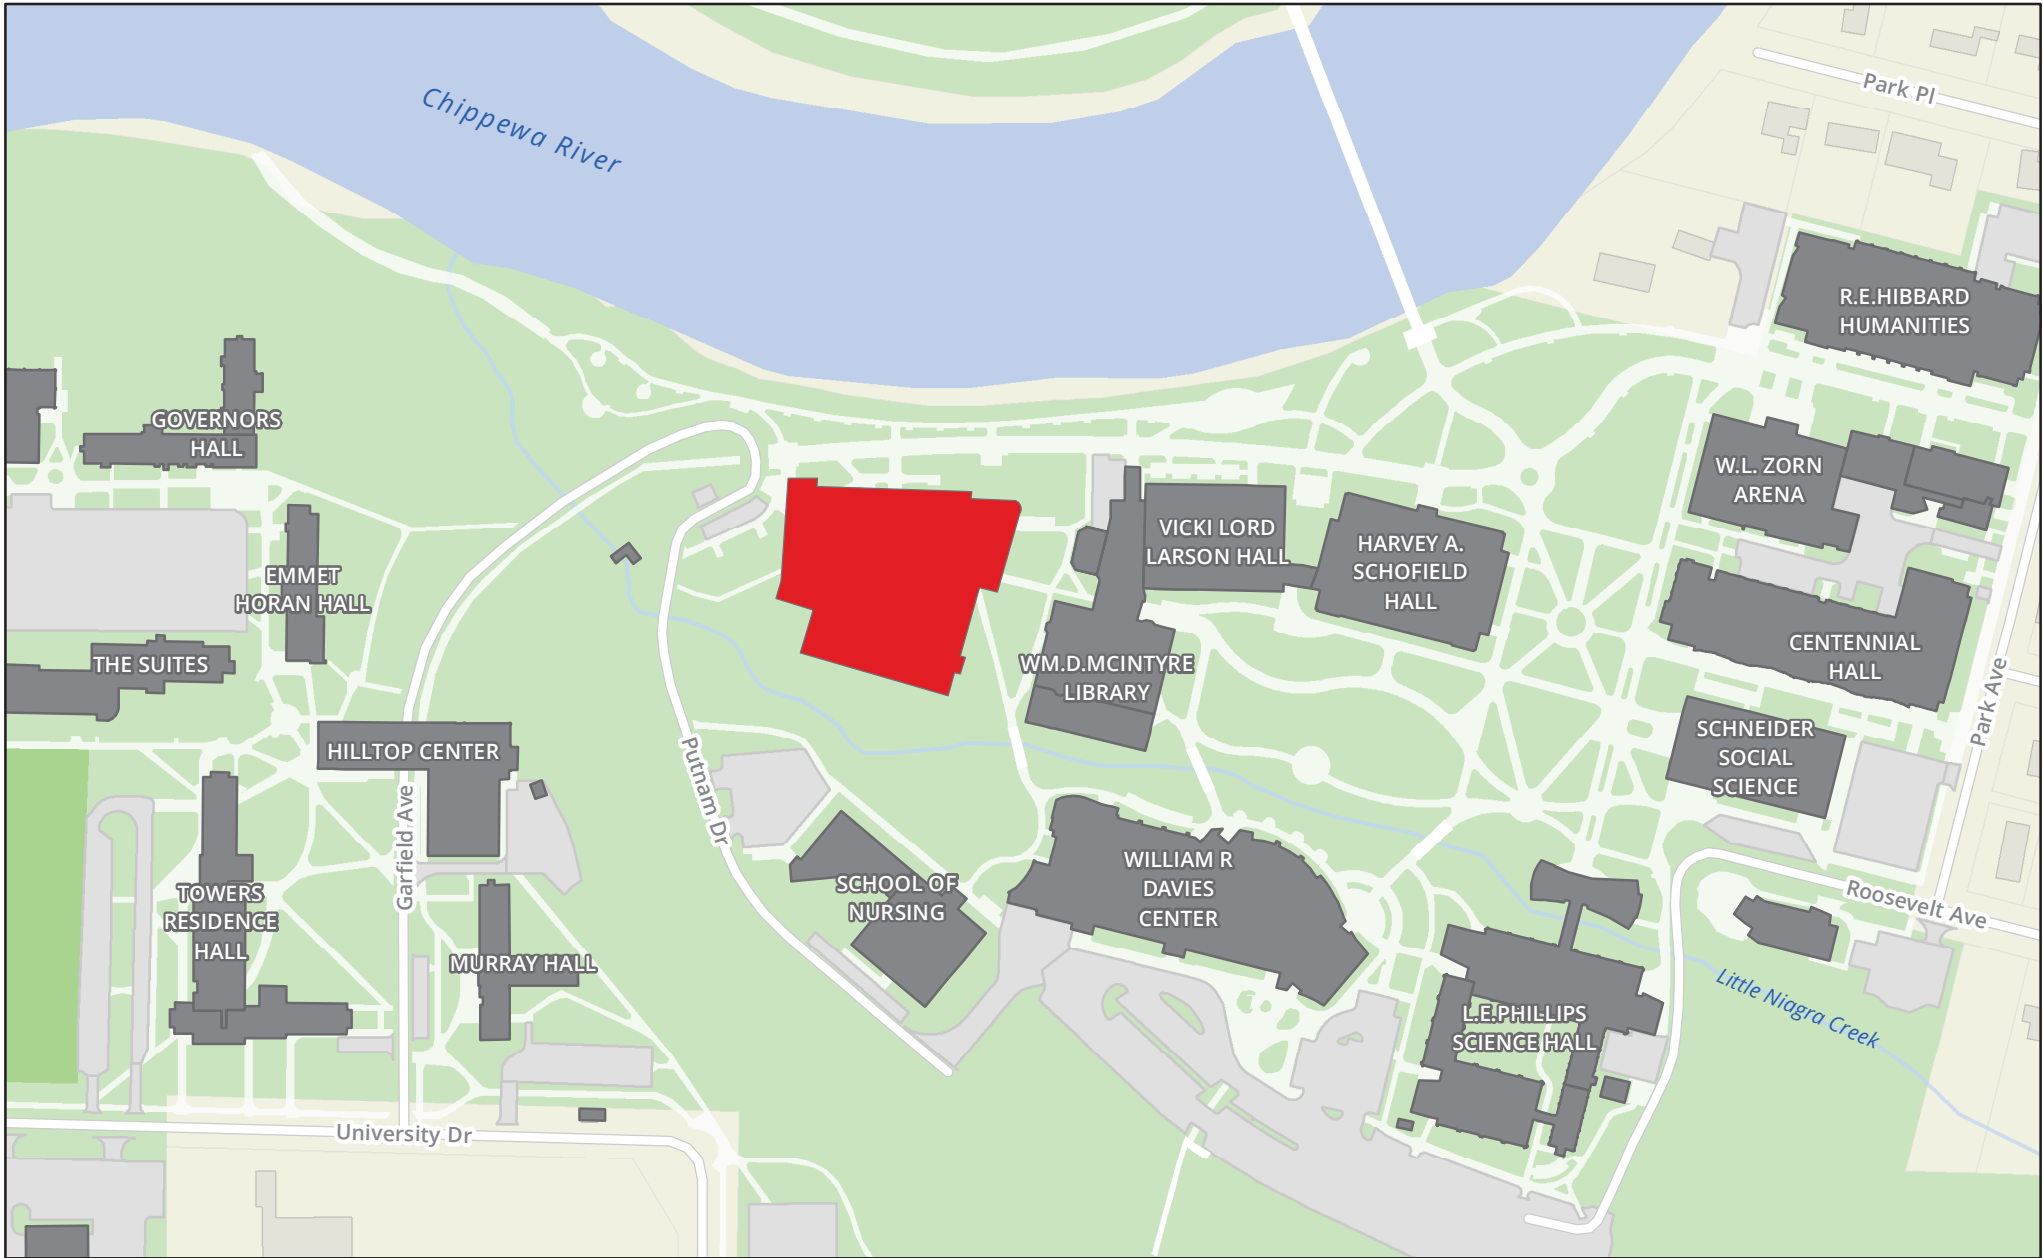 Park Pl
Chippewa River
R.E.HIBBARD
HUMANITIES
GOVERNORS
HALL
W.L. ZORN
ARENA
VICKI LORD
LARSON HALL
HARVEY A.
SCHOFIELD
HALL
EMMET
HORAN HALL
THE SUITES
WM.D.MCINTYRE
LIBRARY
CENTENNIAL
HALL
Park Ave
SCHNEIDER
SOCIAL
SCIENCE
HILLTOP CENTER
Putnam Dr
Garfield Ave
WILLIAM R
DAVIES
CENTER
SCHOOL OF
NURSING
TOWERS
RESIDENCE
HALL
Roosevelt Ave
MURRAY HALL
L.E.PHILLIPS
SCIENCE HALL
Little Niagra Creek
University Dr